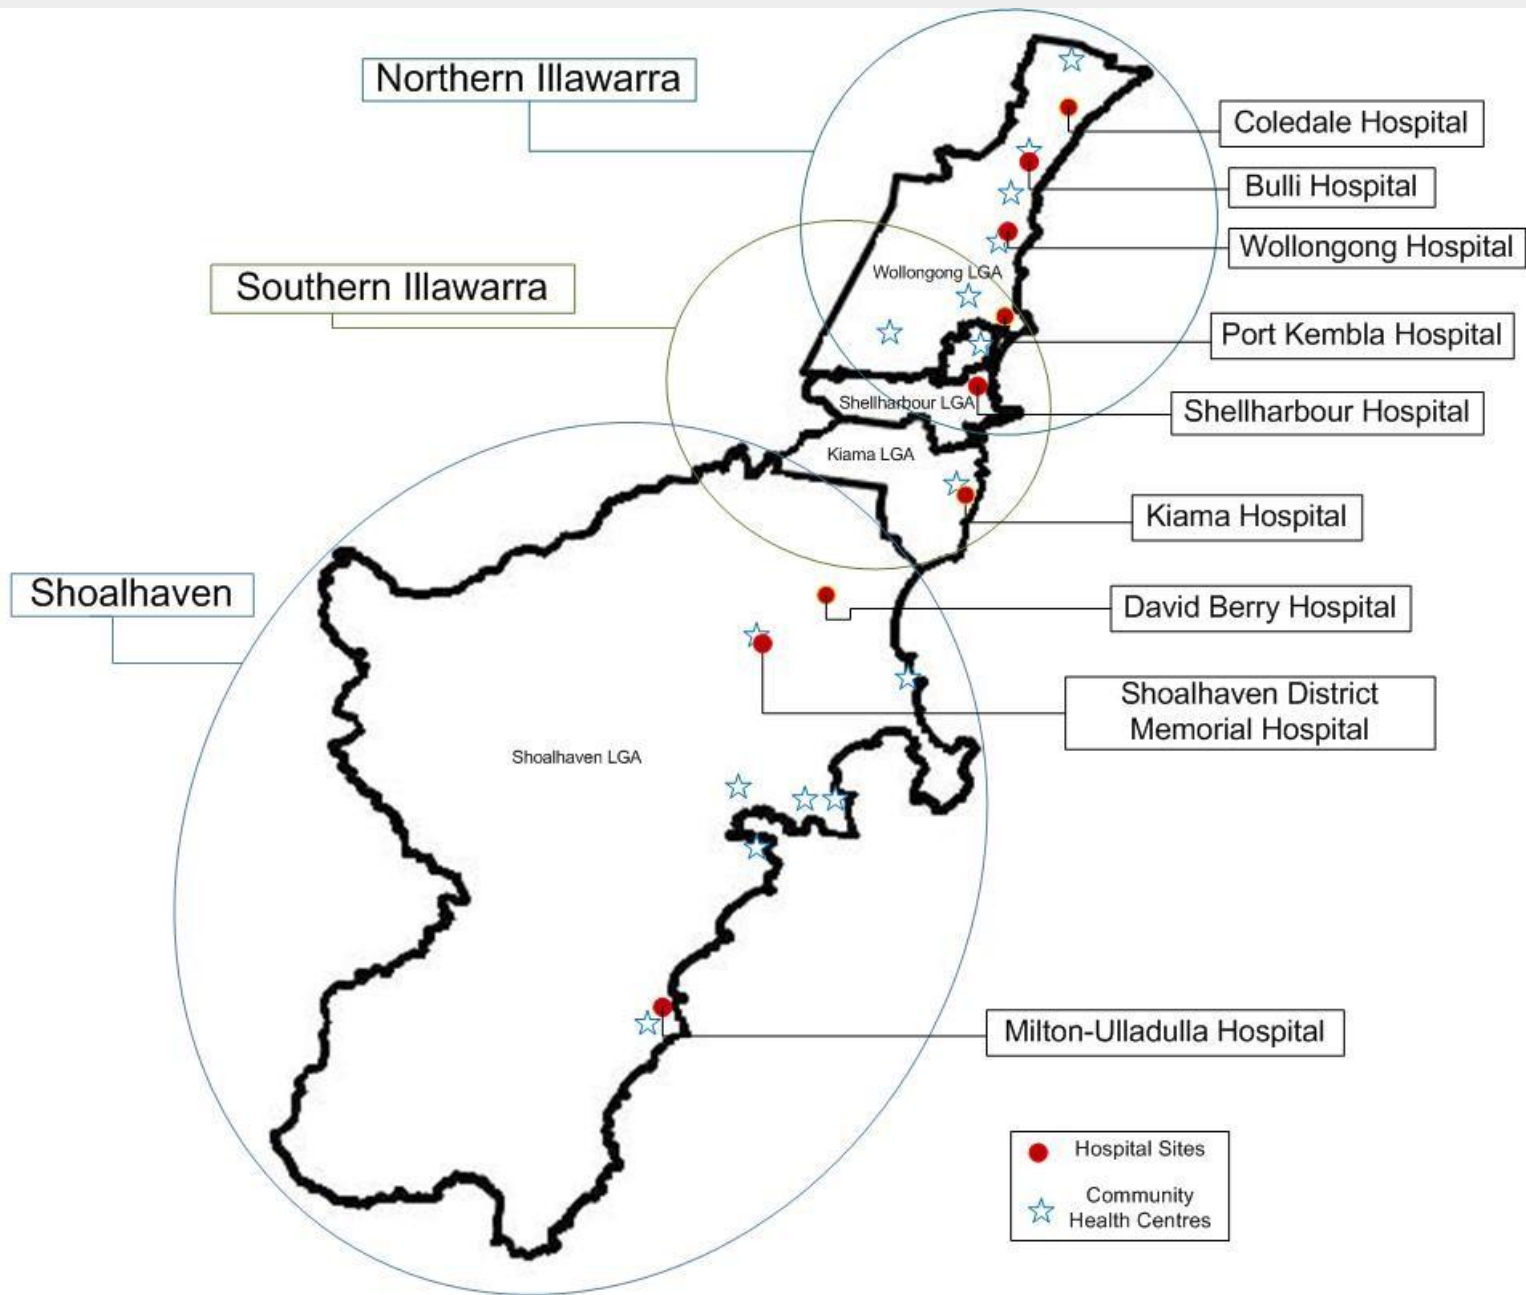 Northern Illawarra
Coledale Hospital
Bulli Hospital
Wollongong Hospital
Wollongong LGA
Southern Illawarra
Port Kembla Hospital
Shellharbour LGA
Shellharbour Hospital
Kiama LGA
Kiama Hospital
Shoalhaven
David Berry Hospital
Shoalhaven District
Memorial Hospital
Shoalhaven LGA
Milton-Ulladulla Hospital
Hospital Sites
Community
Health Centres